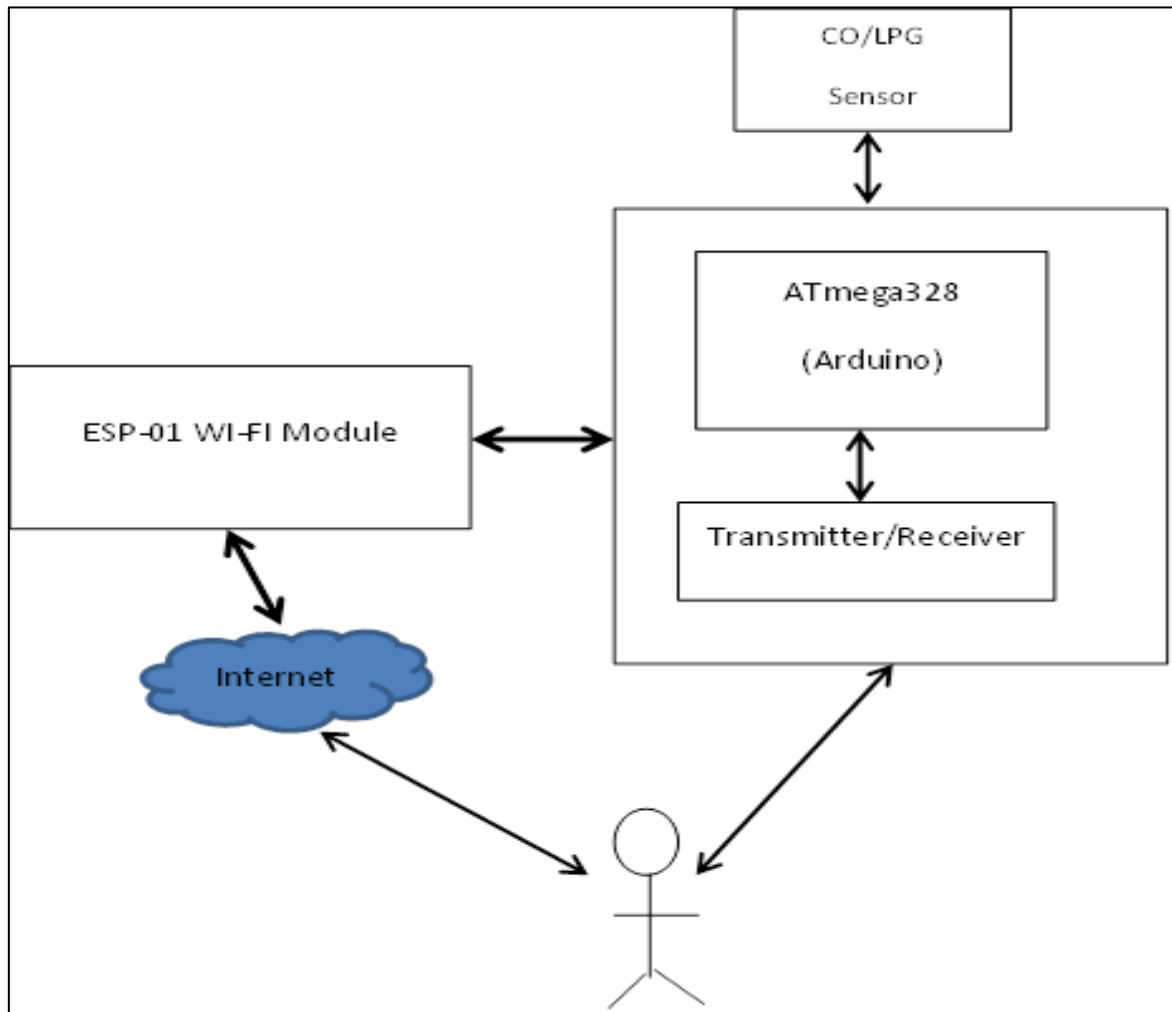 CO/LPG
Sensor
ATmega328
(Arduino)
ESP-01 WI-FI Module
Transmitter/Receiver
Internet